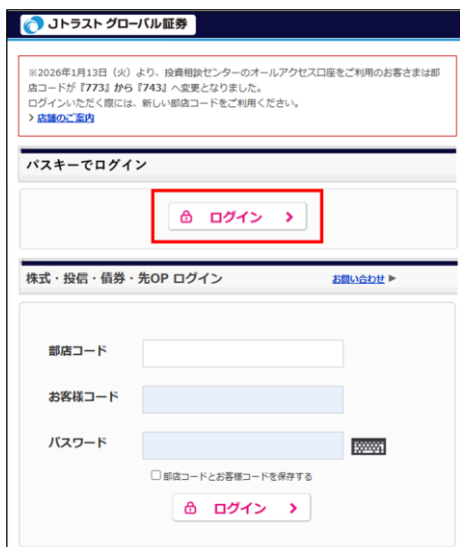 Jトラスト グローバル証券
※2026年1月13日（火）より、投資相談センターのオールアクセス口座をご利用のお客さまは部
店コードが『773』から『743』へ変更となりました。
ログインいただく際には、新しい部店コードをご利用ください。
> 店舗のご案内
パスキーでログイン
ログイン
株式・投信・債券・先OP ログイン
お問い合わせ ▶
部店コード
お客様コード
パスワード
部店コードとお客様コードを保存する
ログイン